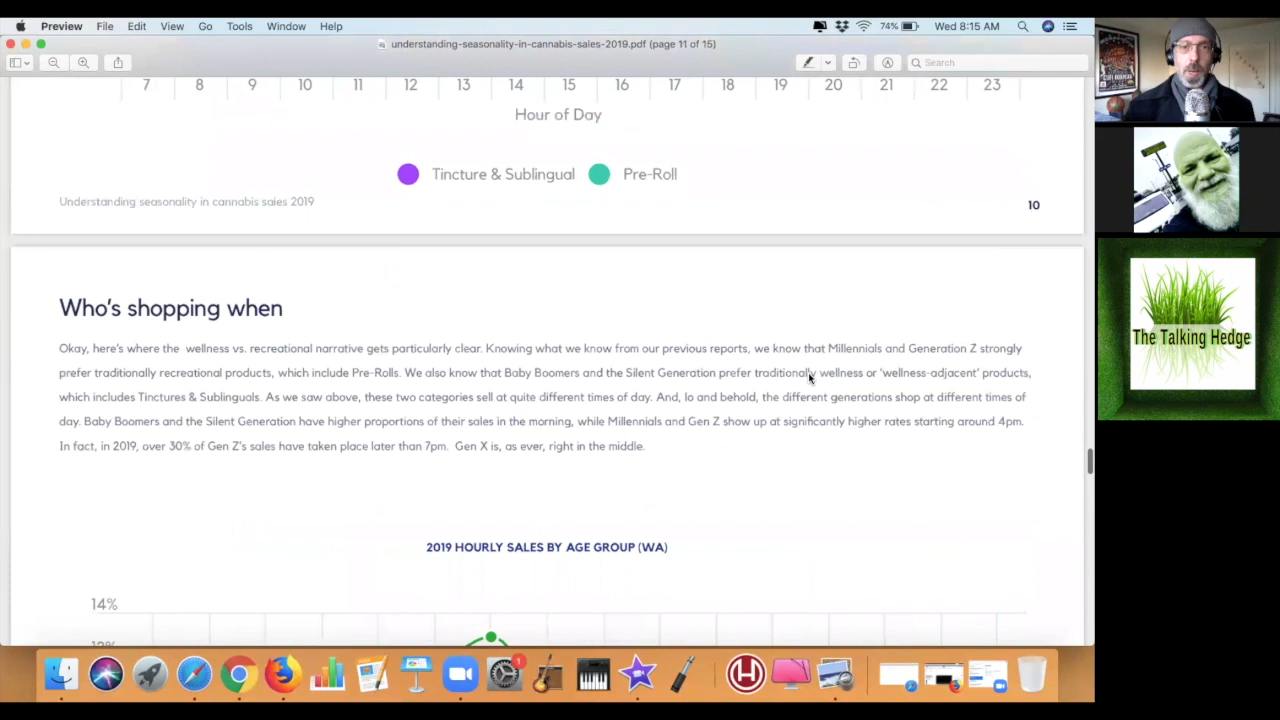 Preview File Edit View Go Tools Window Help
74% Wed 8:15 AM
understanding-seasonality-in-cannabis-sales-2019.pdf (page 11 of 15)
Search
7 8 9 10 11 12 13 14 15 16 17 18 19 20 21 22 23
Hour of Day
Tincture & Sublingual Pre-Roll
Understanding seasonality in cannabis sales 2019
10
Who's shopping when
Okay, here's where the wellness vs. recreational narrative gets particularly clear. Knowing what we know from our previous reports, we know that Millennials and Generation Z strongly
prefer traditionally recreational products, which include Pre-Rolls. We also know that Baby Boomers and the Silent Generation prefer traditionally wellness or 'wellness-adjacent' products,
which includes Tinctures & Sublinguals. As we saw above, these two categories sell at quite different times of day. And, lo and behold, the different generations shop at different times of
day. Baby Boomers and the Silent Generation have higher proportions of their sales in the morning, while Millennials and Gen Z show up at significantly higher rates starting around 4pm.
In fact, in 2019, over 30% of Gen Z's sales have taken place later than 7pm. Gen X is, as ever, right in the middle.
2019 HOURLY SALES BY AGE GROUP (WA)
14%
1
The Talking Hedge